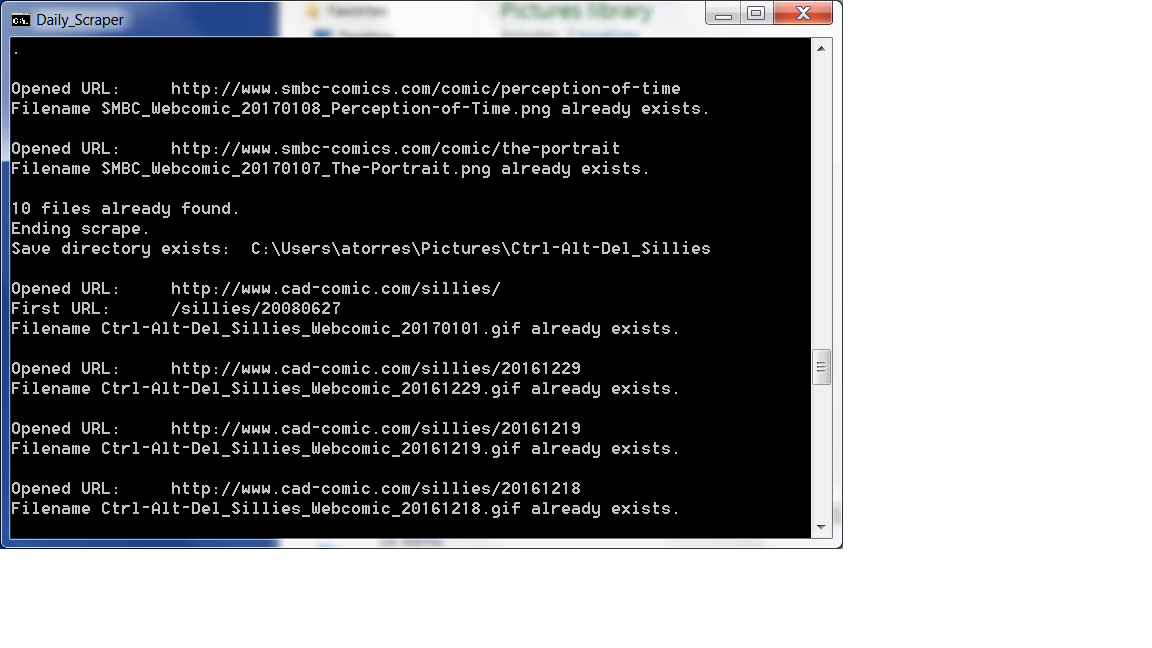 Daily_Scraper
Pictures library
.
Opened URL:     http://www.smbc-comics.com/comic/perception-of-time
Filename SMBC_Webcomic_20170108_Perception-of-Time.png already exists.
Opened URL:     http://www.smbc-comics.com/comic/the-portrait
Filename SMBC_Webcomic_20170107_The-Portrait.png already exists.
10 files already found.
Ending scrape.
Save directory exists:  C:\Users\atorres\Pictures\Ctrl-Alt-Del_Sillies
Opened URL:     http://www.cad-comic.com/sillies/
First URL:      /sillies/20080627
Filename Ctrl-Alt-Del_Sillies_Webcomic_20170101.gif already exists.
Opened URL:     http://www.cad-comic.com/sillies/20161229
Filename Ctrl-Alt-Del_Sillies_Webcomic_20161229.gif already exists.
Opened URL:     http://www.cad-comic.com/sillies/20161219
Filename Ctrl-Alt-Del_Sillies_Webcomic_20161219.gif already exists.
Opened URL:     http://www.cad-comic.com/sillies/20161218
Filename Ctrl-Alt-Del_Sillies_Webcomic_20161218.gif already exists.